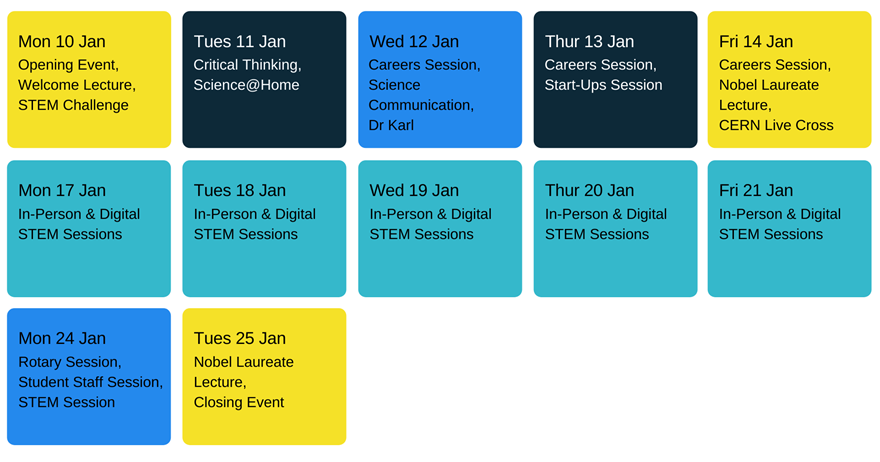 Mon 10 Jan
Opening Event,
Welcome Lecture,
STEM Challenge
Tues 11 Jan
Critical Thinking,
Science@Home
Wed 12 Jan
Careers Session,
Science
Communication,
Dr Karl
Thur 13 Jan
Careers Session,
Start-Ups Session
Fri 14 Jan
Careers Session,
Nobel Laureate
Lecture,
CERN Live Cross
Mon 17 Jan
In-Person & Digital
STEM Sessions
Tues 18 Jan
In-Person & Digital
STEM Sessions
Wed 19 Jan
In-Person & Digital
STEM Sessions
Thur 20 Jan
In-Person & Digital
STEM Sessions
Fri 21 Jan
In-Person & Digital
STEM Sessions
Mon 24 Jan
Rotary Session,
Student Staff Session,
STEM Session
Tues 25 Jan
Nobel Laureate
Lecture,
Closing Event